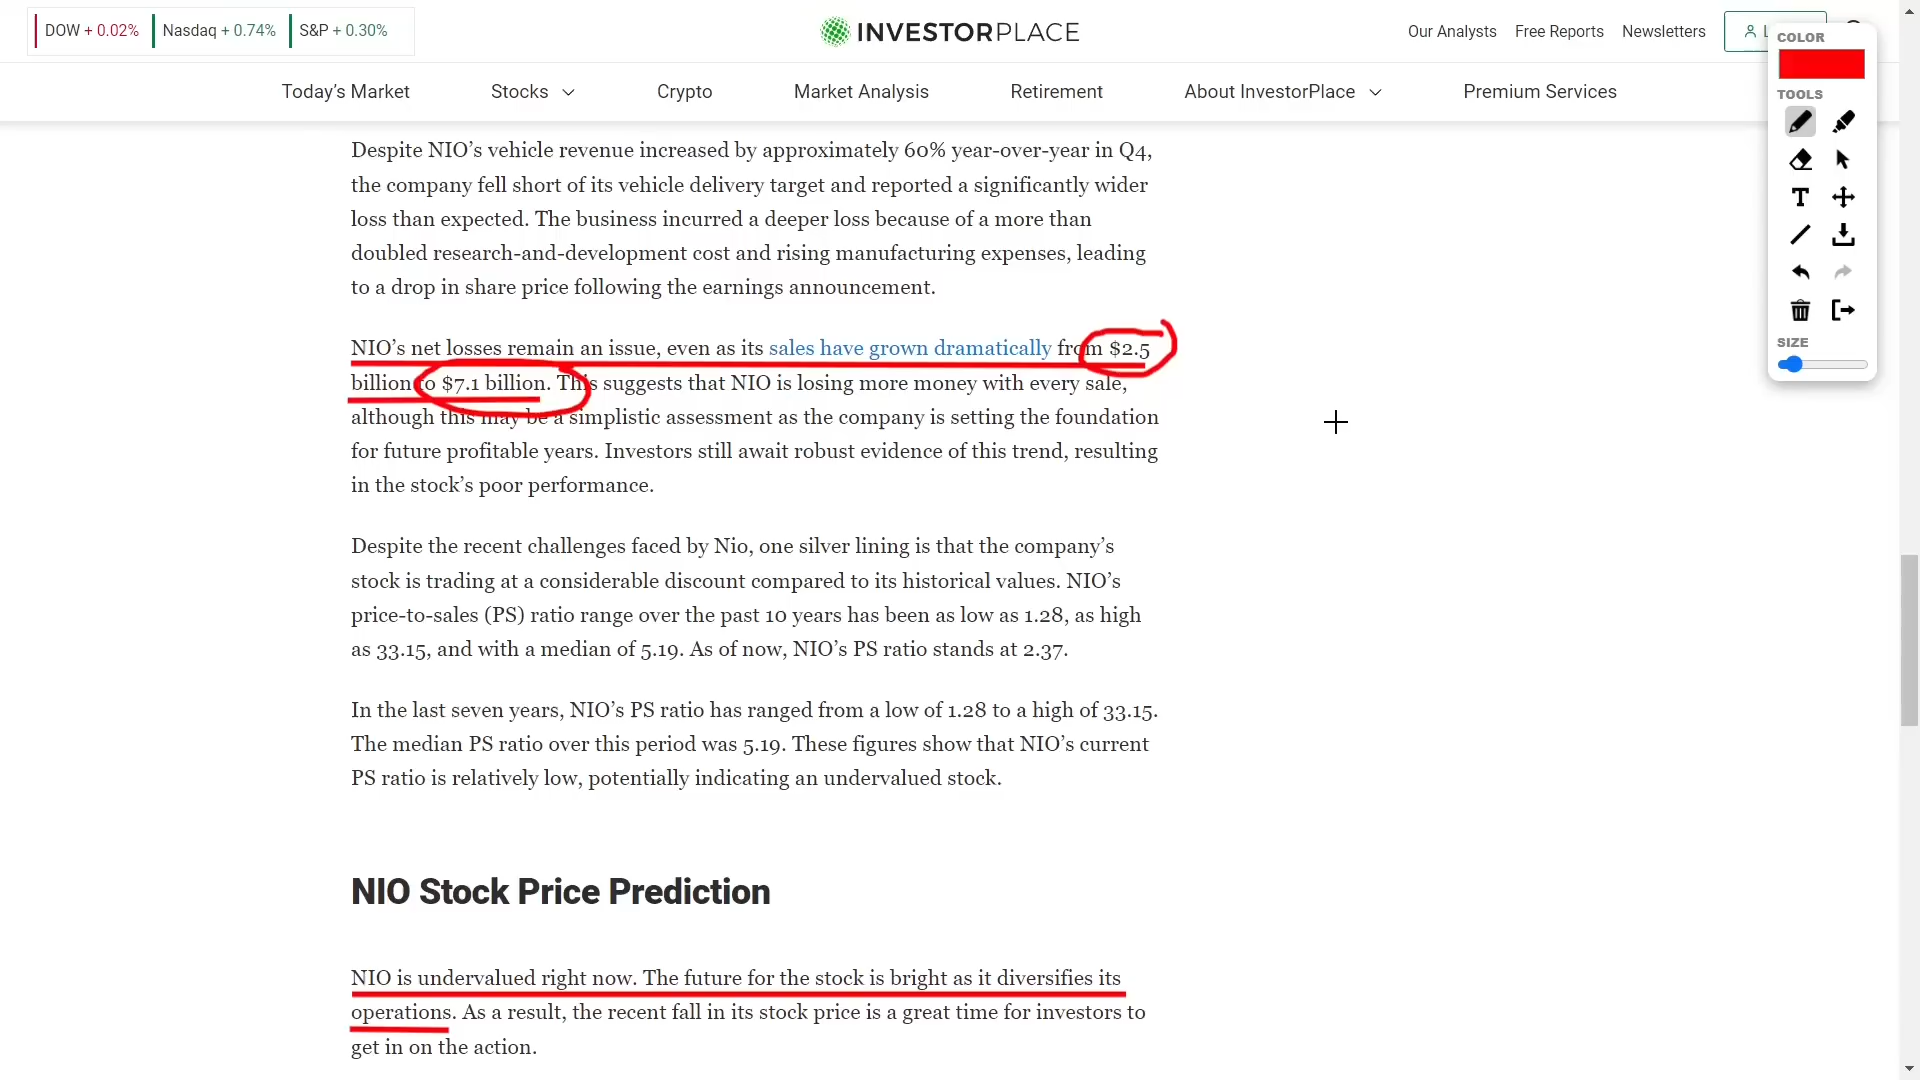 DOW + 0.02%
Nasdaq + 0.74%
S&P + 0.30%
INVESTORPLACE
Our Analysts
Free Reports
Newsletters
COLOR
Today’s Market
Stocks
Crypto
Market Analysis
Retirement
About InvestorPlace
Premium Services
TOOLS
SIZE
Despite NIO’s vehicle revenue increased by approximately 60% year-over-year in Q4,
the company fell short of its vehicle delivery target and reported a significantly wider
loss than expected. The business incurred a deeper loss because of a more than
doubled research-and-development cost and rising manufacturing expenses, leading
to a drop in share price following the earnings announcement.
NIO’s net losses remain an issue, even as its sales have grown dramatically from $2.5
billion to $7.1 billion. This suggests that NIO is losing more money with every sale,
although this may be a simplistic assessment as the company is setting the foundation
for future profitable years. Investors still await robust evidence of this trend, resulting
in the stock’s poor performance.
Despite the recent challenges faced by Nio, one silver lining is that the company’s
stock is trading at a considerable discount compared to its historical values. NIO’s
price-to-sales (PS) ratio range over the past 10 years has been as low as 1.28, as high
as 33.15, and with a median of 5.19. As of now, NIO’s PS ratio stands at 2.37.
In the last seven years, NIO’s PS ratio has ranged from a low of 1.28 to a high of 33.15.
The median PS ratio over this period was 5.19. These figures show that NIO’s current
PS ratio is relatively low, potentially indicating an undervalued stock.
NIO Stock Price Prediction
NIO is undervalued right now. The future for the stock is bright as it diversifies its
operations. As a result, the recent fall in its stock price is a great time for investors to
get in on the action.